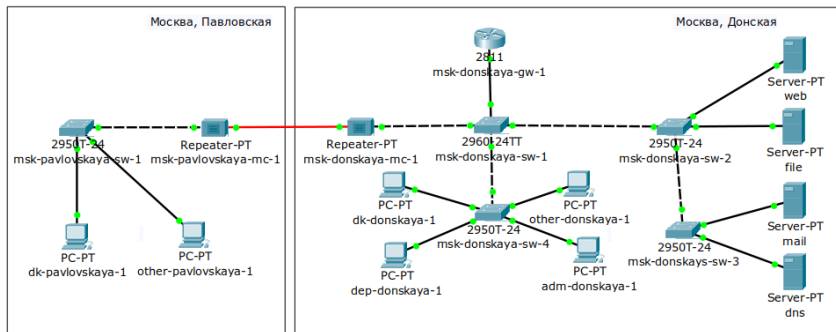 Москва, Павловская
Москва, Донская
2811
msk-donskaya-gw-1
Server-PT
web
2950T-24
msk-pavlovskaya-sw-1
Repeater-PT
msk-pavlovskaya-mc-1
Repeater-PT
msk-donskaya-mc-1
2960-24TT
msk-donskaya-sw-1
2950T-24
msk-donskaya-sw-2
Server-PT
file
PC-PT
dk-donskaya-1
PC-PT
other-donskaya-1
2950T-24
msk-donskaya-sw-4
Server-PT
mail
2950T-24
msk-donskays-sw-3
PC-PT
dk-pavlovskaya-1
PC-PT
other-pavlovskaya-1
PC-PT
dep-donskaya-1
PC-PT
adm-donskaya-1
Server-PT
dns